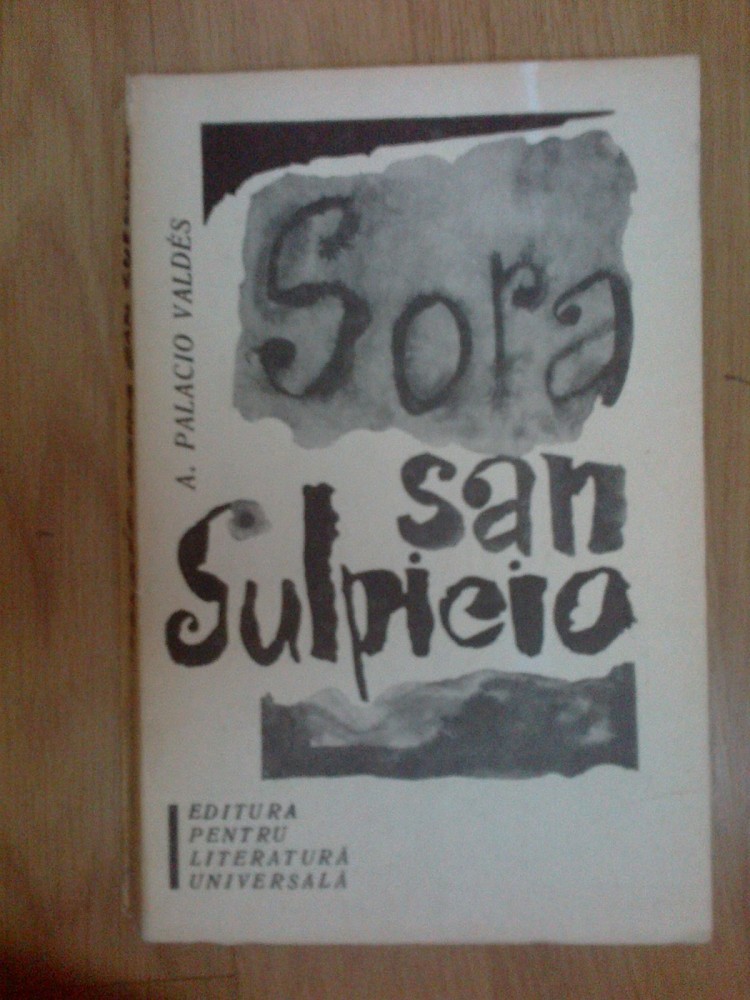 A. PALACIO VALDÉS
Sora
san
Sulpicio
EDITURA
PENTRU
LITERATURĂ
UNIVERSALĂ